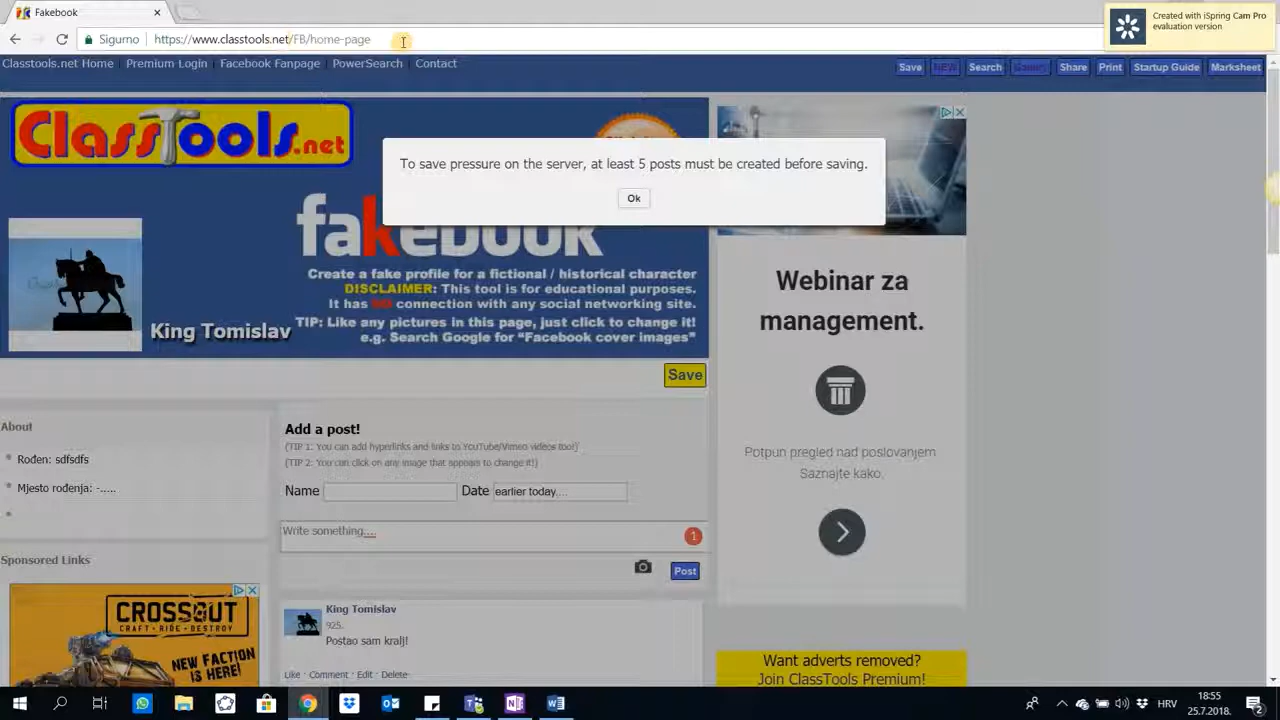 Fakebook
Created with iSpring Cam Pro
evaluation version
Sigurno
https://www.classtools.net/FB/home-page
Classtools.net Home
Premium Login
Facebook Fanpage
PowerSearch
Contact
Save
NEW
Search
Games
Share
Print
Startup Guide
Marksheet
ClassTools.net
To save pressure on the server, at least 5 posts must be created before saving.
Ok
fakebook
Create a fake profile for a fictional / historical character
DISCLAIMER: This tool is for educational purposes.
It has NO connection with any social networking site.
TIP: Like any pictures in this page, just click to change it!
e.g. Search Google for “Facebook cover images”
King Tomislav
Webinar za
management.
Potpun pregled nad poslovanjem
Saznajte kako.
Save
About
Rođen: sdfsdfs
Mjesto rođenja: -.....
Sponsored Links
Add a post!
(TIP 1: You can add hyperlinks and links to YouTube/Vimeo videos too!)
(TIP 2: You can click on any image that appears to change it!)
Name
Date
earlier today....
Write something....
1
Post
King Tomislav
925.
Postao sam kralj!
Like · Comment · Edit · Delete
CROSSOUT
CRAFT • RIDE • DESTROY
NEW FACTION
IS HERE!
Want adverts removed?
Join ClassTools Premium!
HRV
18:55
25.7.2018.
2